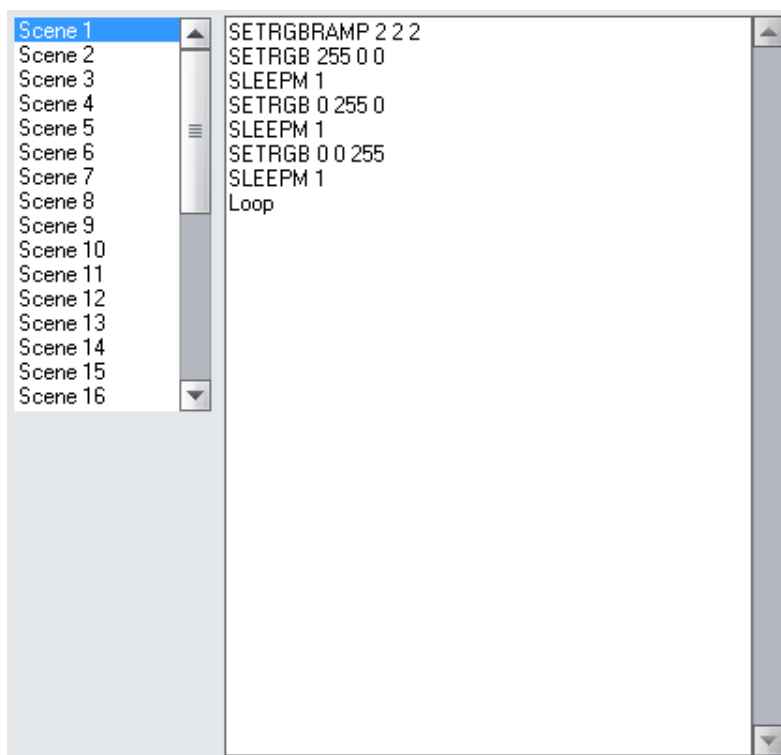 Scene 1
Scene 2
Scene 3
Scene 4
Scene 5
Scene 6
Scene 7
Scene 8
Scene 9
Scene 10
Scene 11
Scene 12
Scene 13
Scene 14
Scene 15
Scene 16
SETRGBRAMP 2 2 2
SETRGB 255 0 0
SLEEPM 1
SETRGB 0 255 0
SLEEPM 1
SETRGB 0 0 255
SLEEPM 1
Loop